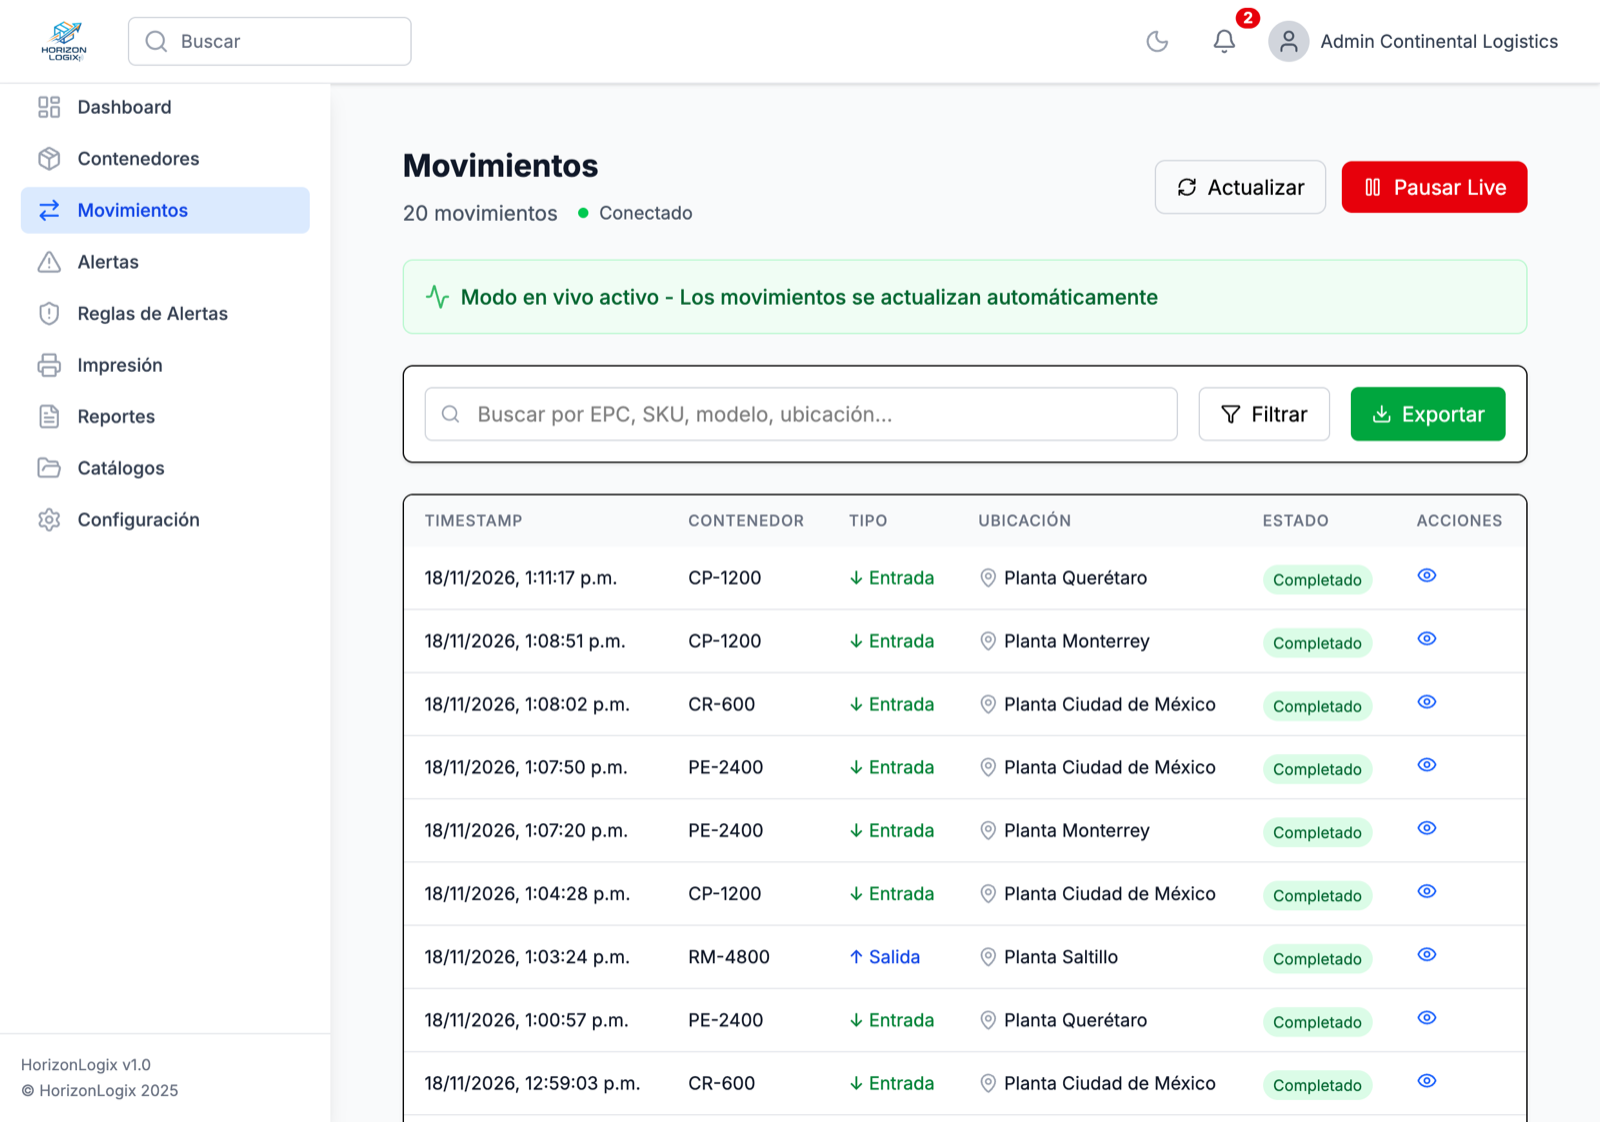 HORIZON
LOGIX
Buscar
2
Admin Continental Logistics
Dashboard
Contenedores
Movimientos
Alertas
Reglas de Alertas
Impresión
Reportes
Catálogos
Configuración
HorizonLogix v1.0
© HorizonLogix 2025
Movimientos
20 movimientos Conectado
Actualizar
Pausar Live
Modo en vivo activo - Los movimientos se actualizan automáticamente
Buscar por EPC, SKU, modelo, ubicación...
Filtrar
Exportar
TIMESTAMP CONTENEDOR TIPO UBICACIÓN ESTADO ACCIONES
18/11/2026, 1:11:17 p.m. CP-1200 ↓ Entrada Planta Querétaro Completado
18/11/2026, 1:08:51 p.m. CP-1200 ↓ Entrada Planta Monterrey Completado
18/11/2026, 1:08:02 p.m. CR-600 ↓ Entrada Planta Ciudad de México Completado
18/11/2026, 1:07:50 p.m. PE-2400 ↓ Entrada Planta Ciudad de México Completado
18/11/2026, 1:07:20 p.m. PE-2400 ↓ Entrada Planta Monterrey Completado
18/11/2026, 1:04:28 p.m. CP-1200 ↓ Entrada Planta Ciudad de México Completado
18/11/2026, 1:03:24 p.m. RM-4800 ↑ Salida Planta Saltillo Completado
18/11/2026, 1:00:57 p.m. PE-2400 ↓ Entrada Planta Querétaro Completado
18/11/2026, 12:59:03 p.m. CR-600 ↓ Entrada Planta Ciudad de México Completado